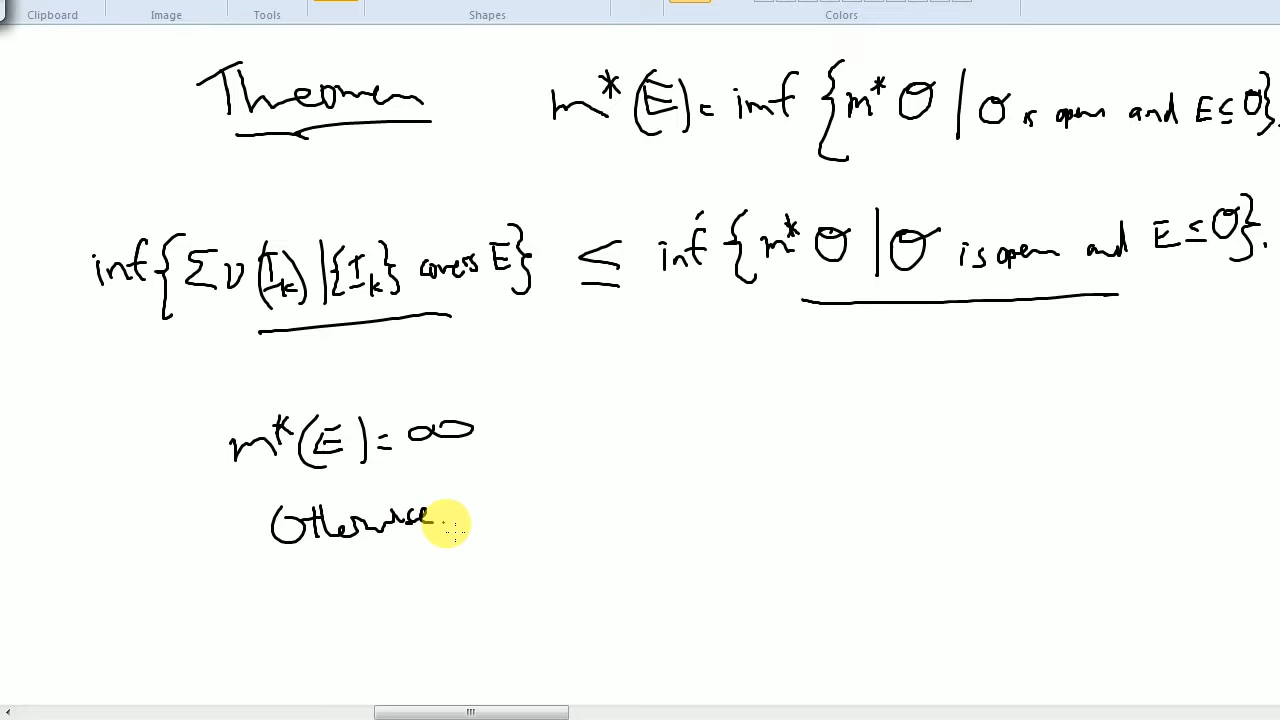 Clipboard Image Tools Shapes Colors
Theorem m*(E) = inf { m* O | O is open and E ⊆ O }.
inf { Σ ν(I_k) | {I_k} covers E } ≤ inf { m* O | O is open and E ⊆ O }.
m*(E) = ∞
Otherwise.